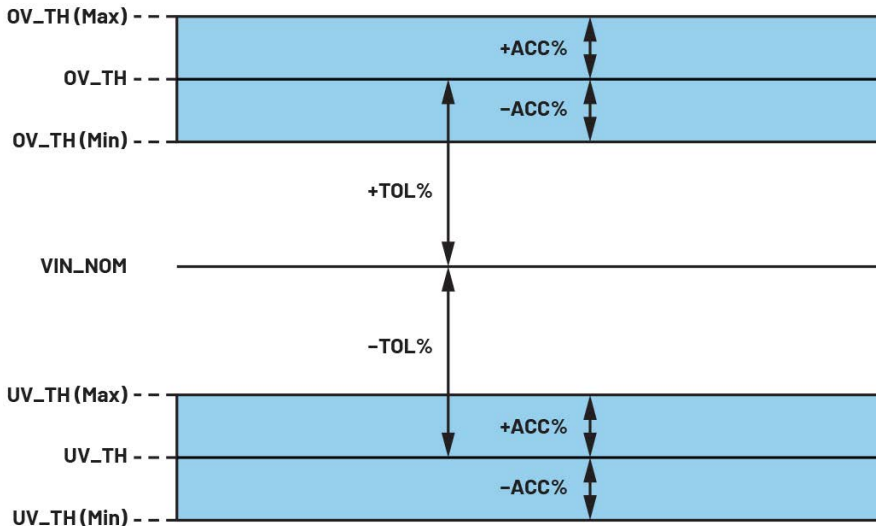 OV_TH (Max)
+ACC%
OV_TH
−ACC%
OV_TH (Min)
+TOL%
VIN_NOM
−TOL%
UV_TH (Max)
+ACC%
UV_TH
−ACC%
UV_TH (Min)